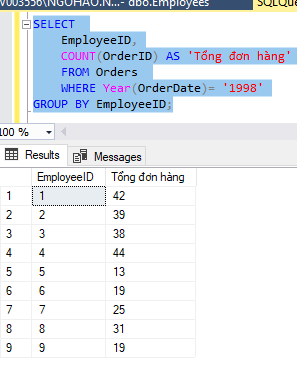 V003556\NGOHAO.N...- dbo.Employees
SQLQue
SELECT
EmployeeID,
COUNT(OrderID) AS 'Tổng đơn hàng'
FROM Orders
WHERE Year(OrderDate)= '1998'
GROUP BY EmployeeID;
00 %
Results Messages
EmployeeID Tổng đơn hàng
1 1 42
2 2 39
3 3 38
4 4 44
5 5 13
6 6 19
7 7 25
8 8 31
9 9 19